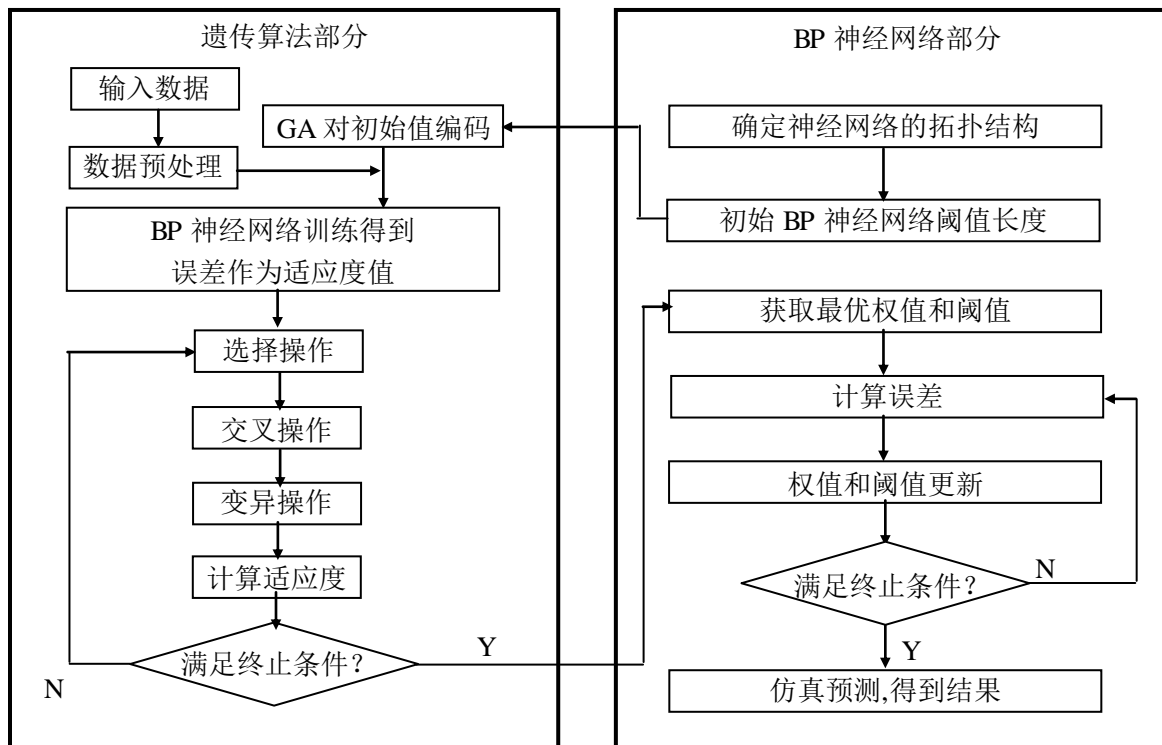 遗传算法部分
输入数据
GA 对初始值编码
数据预处理
BP 神经网络训练得到
误差作为适应度值
选择操作
交叉操作
变异操作
计算适应度
满足终止条件?
N
Y
BP 神经网络部分
确定神经网络的拓扑结构
初始 BP 神经网络阈值长度
获取最优权值和阈值
计算误差
权值和阈值更新
满足终止条件?
N
Y
仿真预测,得到结果